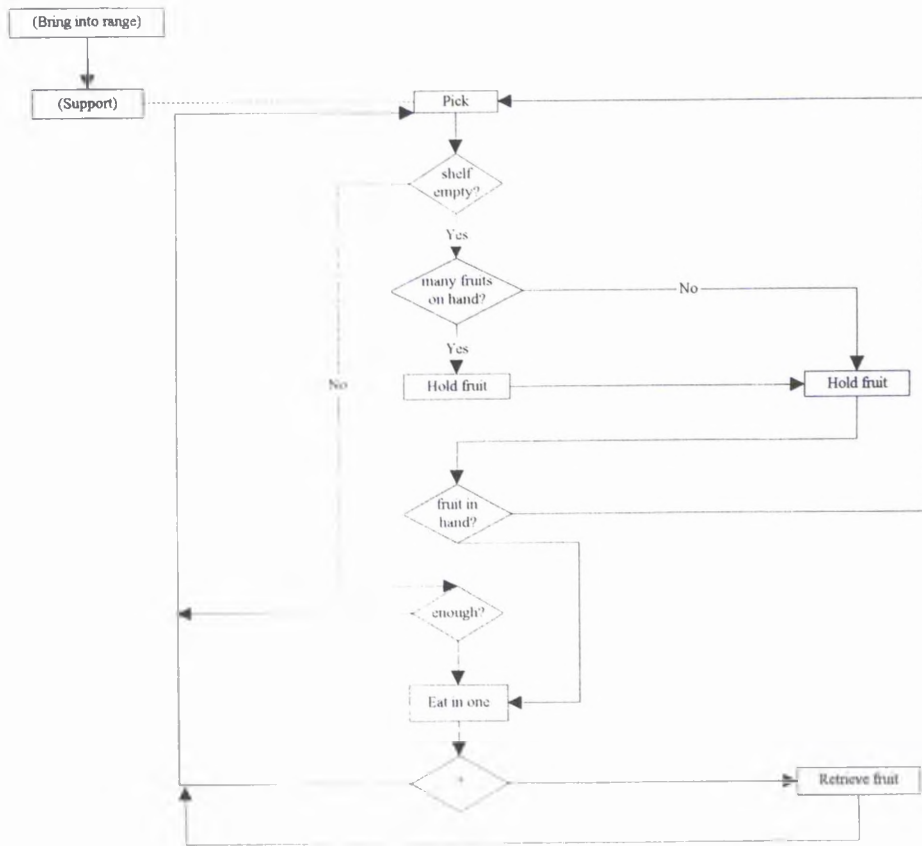 (Bring into range)
(Support)
Pick
shelf
empty?
Yes
many fruits
on hand?
No
Yes
Hold fruit
Hold fruit
No
fruit in
hand?
enough?
Eat in one
Retrieve fruit